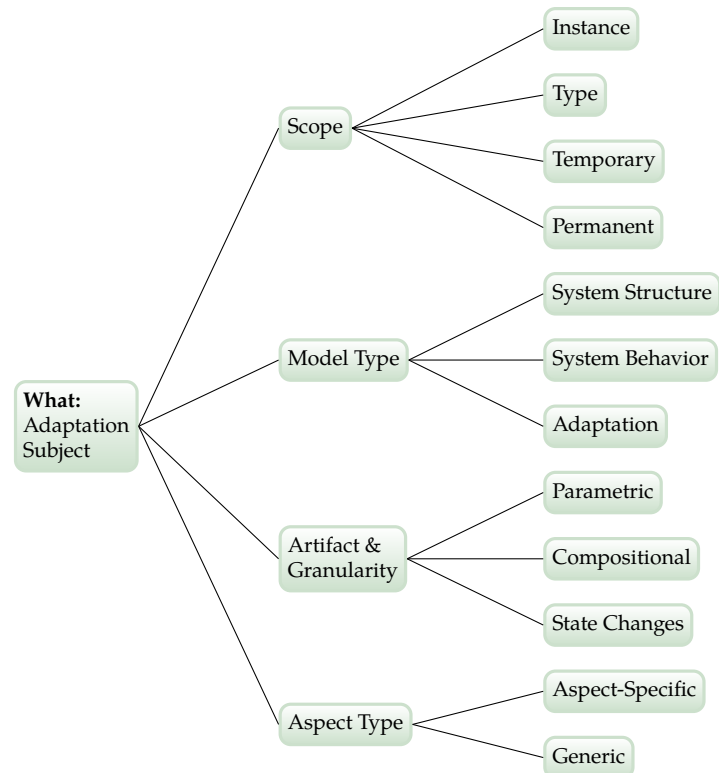 What:
Adaptation
Subject
Scope
Instance
Type
Temporary
Permanent
Model Type
System Structure
System Behavior
Adaptation
Artifact &
Granularity
Parametric
Compositional
State Changes
Aspect Type
Aspect-Specific
Generic